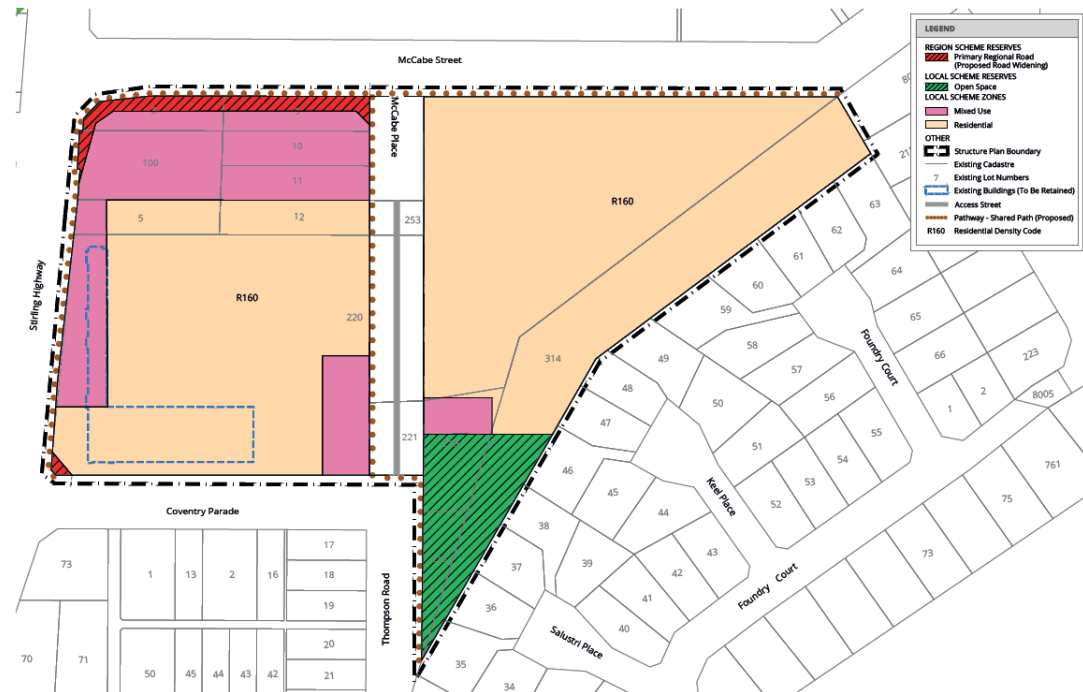 McCabe Street
McCabe Place
Stirling Highway
10
100
11
5
12
253
R160
R160
220
314
221
Coventry Parade
Thompson Road
Foundry Court
Keel Place
Foundry Court
Salustri Place
63
62
61
60
59
58
57
56
55
54
53
52
51
50
49
48
47
46
45
44
43
42
41
40
39
38
37
36
35
34
64
65
66
223
1
2
8005
761
75
73
73
1
13
2
16
17
18
19
20
21
70
71
50
45
44
43
42
LEGEND
REGION SCHEME RESERVES
Primary Regional Road
(Proposed Road Widening)
LOCAL SCHEME RESERVES
Open Space
LOCAL SCHEME ZONES
Mixed Use
Residential
OTHER
Structure Plan Boundary
Existing Cadastre
7 Existing Lot Numbers
Existing Buildings (To Be Retained)
Access Street
Pathway - Shared Path (Proposed)
R160 Residential Density Code